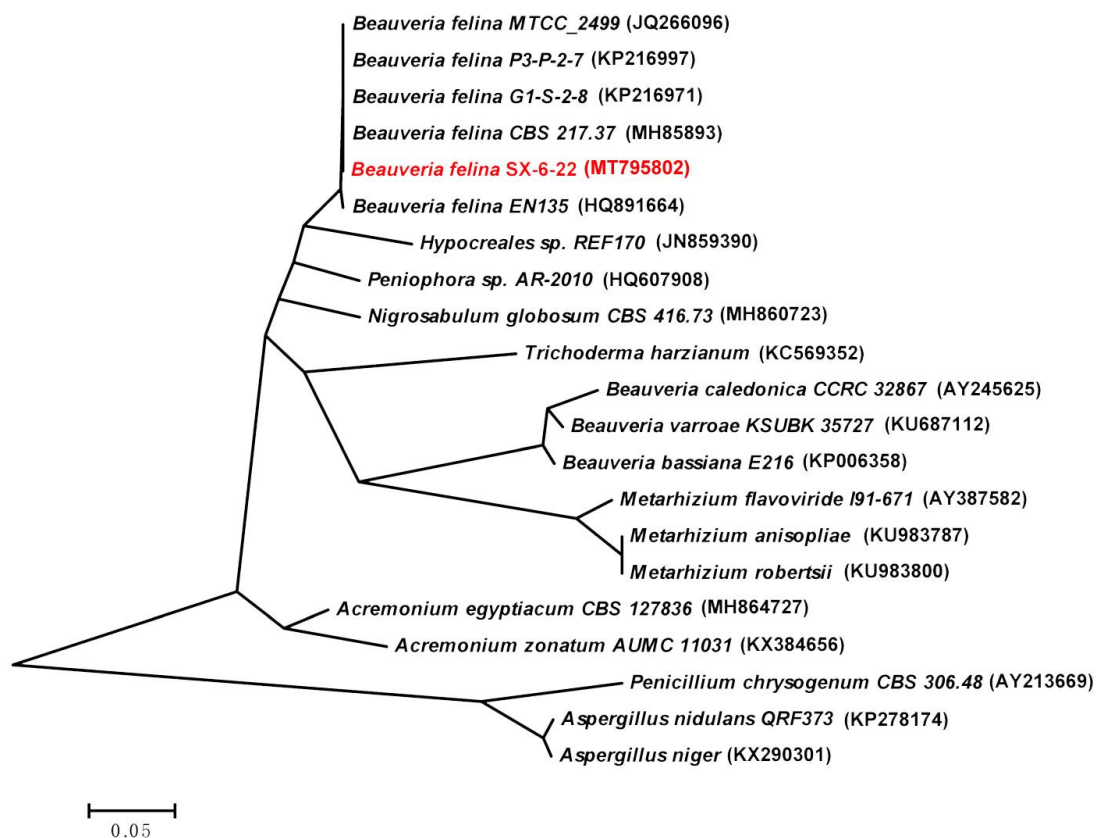 Beauveria felina MTCC_2499 (JQ266096)
Beauveria felina P3-P-2-7 (KP216997)
Beauveria felina G1-S-2-8 (KP216971)
Beauveria felina CBS 217.37 (MH85893)
Beauveria felina SX-6-22 (MT795802)
Beauveria felina EN135 (HQ891664)
Hypocreales sp. REF170 (JN859390)
Peniophora sp. AR-2010 (HQ607908)
Nigrosabulum globosum CBS 416.73 (MH860723)
Trichoderma harzianum (KC569352)
Beauveria caledonica CCRC 32867 (AY245625)
Beauveria varroae KSUBK 35727 (KU687112)
Beauveria bassiana E216 (KP006358)
Metarhizium flavoviride I91-671 (AY387582)
Metarhizium anisopliae (KU983787)
Metarhizium robertsii (KU983800)
Acremonium egyptiacum CBS 127836 (MH864727)
Acremonium zonatum AUMC 11031 (KX384656)
Penicillium chrysogenum CBS 306.48 (AY213669)
Aspergillus nidulans QRF373 (KP278174)
Aspergillus niger (KX290301)
0.05